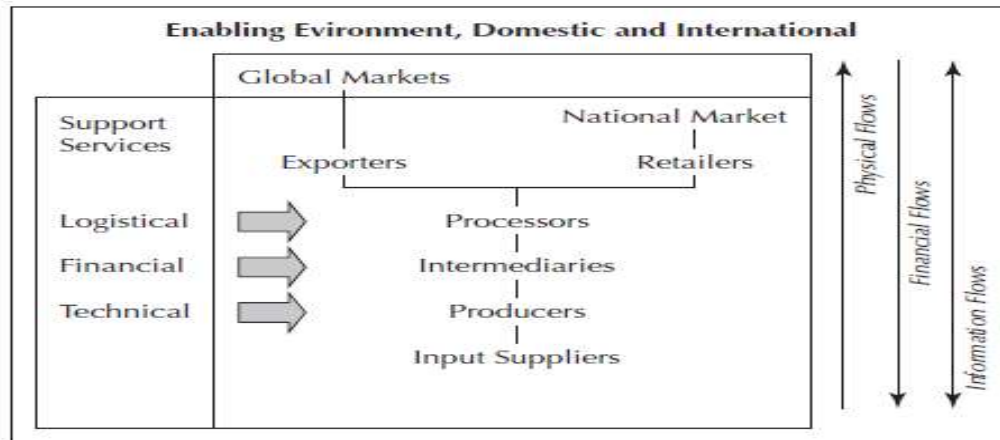 Enabling Evironment, Domestic and International
Global Markets
Support
Services
National Market
Exporters
Retailers
Logistical
Processors
Financial
Intermediaries
Technical
Producers
Input Suppliers
Physical Flows
Financial Flows
Information Flows